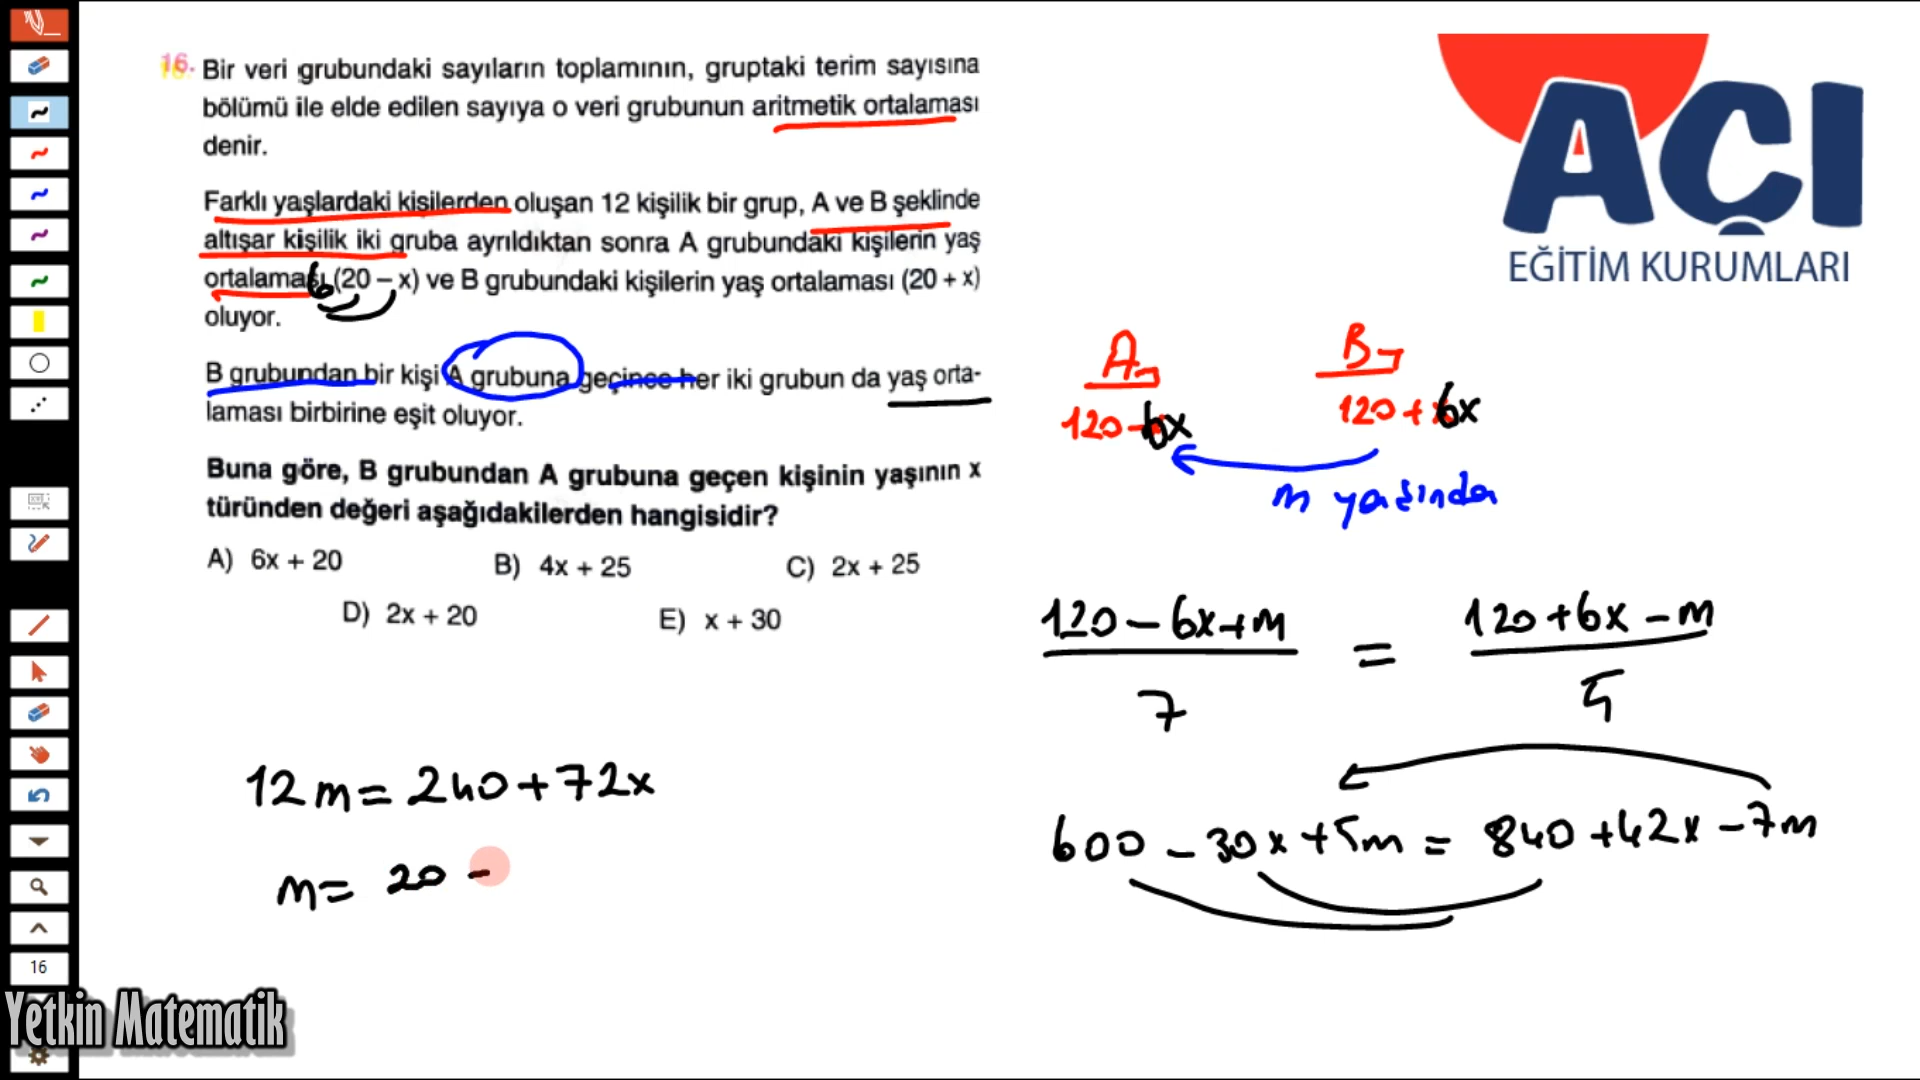 16. Bir veri grubundaki sayıların toplamının, gruptaki terim sayısına
bölümü ile elde edilen sayıya o veri grubunun aritmetik ortalaması
denir.
Farklı yaşlardaki kişilerden oluşan 12 kişilik bir grup, A ve B şeklinde
altışar kişilik iki gruba ayrıldıktan sonra A grubundaki kişilerin yaş
ortalaması (20 − x) ve B grubundaki kişilerin yaş ortalaması (20 + x)
oluyor.
6
B grubundan bir kişi A grubuna geçince her iki grubun da yaş orta-
laması birbirine eşit oluyor.
Buna göre, B grubundan A grubuna geçen kişinin yaşının x
türünden değeri aşağıdakilerden hangisidir?
A) 6x + 20 B) 4x + 25 C) 2x + 25
D) 2x + 20 E) x + 30
12m = 240 + 72x
m = 20 -
AÇI
EĞİTİM KURUMLARI
A B
120 - 6x 120 + 6x
m yaşında
120 - 6x + m = 120 + 6x - m
7 5
600 - 30x + 5m = 840 + 42x - 7m
16
Yetkin Matematik